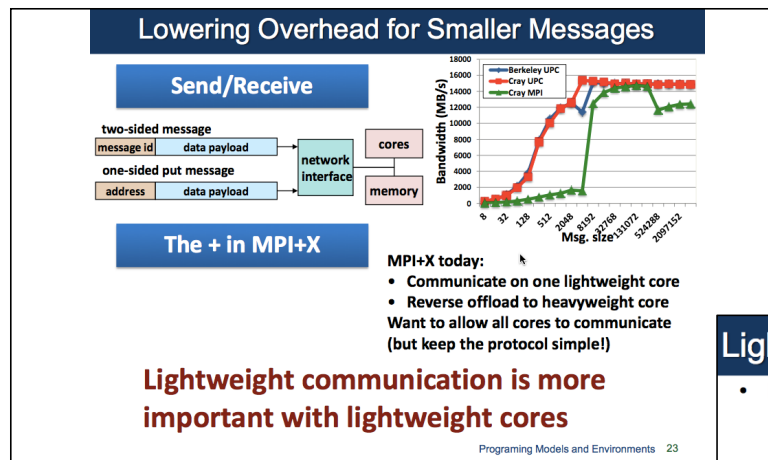 Lowering Overhead for Smaller Messages
Send/Receive
two-sided message
message id data payload
one-sided put message
address data payload
network
interface
cores
memory
The + in MPI+X
Berkeley UPC
Cray UPC
Cray MPI
Bandwidth (MB/s)
18000
16000
14000
12000
10000
8000
6000
4000
2000
0
8 32 128 512 2048 8192 32768 131072 524288 2097152
Msg. size
MPI+X today:
• Communicate on one lightweight core
• Reverse offload to heavyweight core
Want to allow all cores to communicate
(but keep the protocol simple!)
Lightweight communication is more
important with lightweight cores
Programing Models and Environments 23
Ligh
•